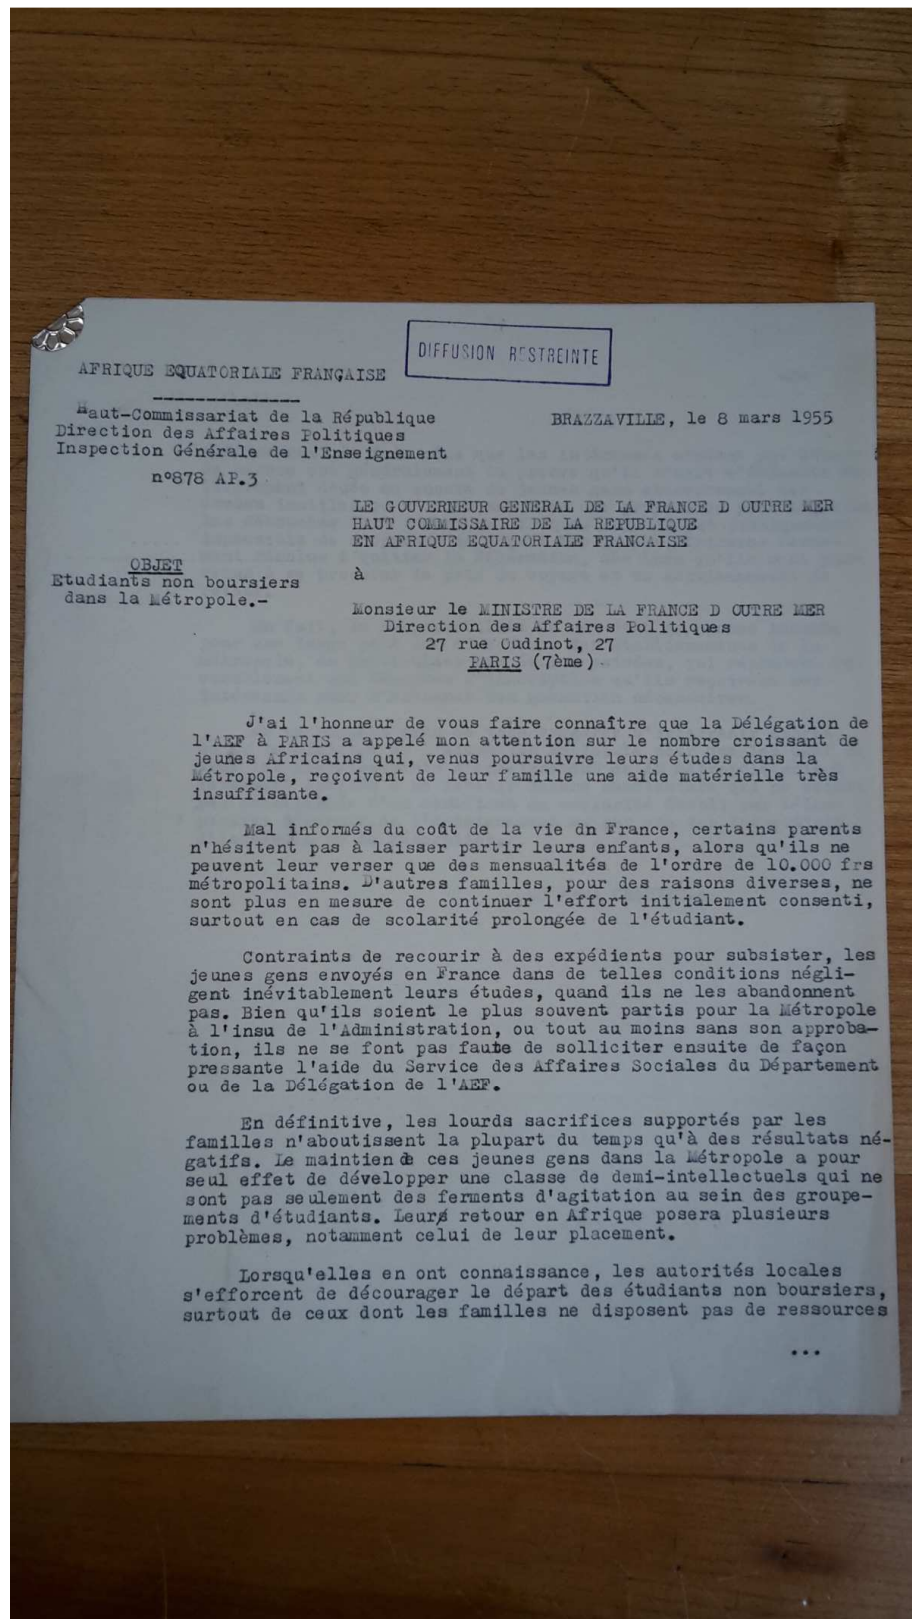 DIFFUSION RESTREINTE
AFRIQUE EQUATORIALE FRANÇAISE
Haut-Commissariat de la République
Direction des Affaires Politiques
Inspection Générale de l'Enseignement
n°878 AP.3
BRAZZAVILLE, le 8 mars 1955
LE GOUVERNEUR GENERAL DE LA FRANCE D OUTRE MER
HAUT COMMISSAIRE DE LA REPUBLIQUE
EN AFRIQUE EQUATORIALE FRANCAISE
OBJET
Etudiants non boursiers
dans la Métropole.-
à
Monsieur le MINISTRE DE LA FRANCE D OUTRE MER
Direction des Affaires Politiques
27 rue Oudinot, 27
PARIS (7ème).
J'ai l'honneur de vous faire connaître que la Délégation de
l'AEF à PARIS a appelé mon attention sur le nombre croissant de
jeunes Africains qui, venus poursuivre leurs études dans la
Métropole, reçoivent de leur famille une aide matérielle très
insuffisante.
Mal informés du coût de la vie dn France, certains parents
n'hésitent pas à laisser partir leurs enfants, alors qu'ils ne
peuvent leur verser que des mensualités de l'ordre de 10.000 frs
métropolitains. D'autres familles, pour des raisons diverses, ne
sont plus en mesure de continuer l'effort initialement consenti,
surtout en cas de scolarité prolongée de l'étudiant.
Contraints de recourir à des expédients pour subsister, les
jeunes gens envoyés en France dans de telles conditions négli-
gent inévitablement leurs études, quand ils ne les abandonnent
pas. Bien qu'ils soient le plus souvent partis pour la Métropole
à l'insu de l'Administration, ou tout au moins sans son approba-
tion, ils ne se font pas faute de solliciter ensuite de façon
pressante l'aide du Service des Affaires Sociales du Département
ou de la Délégation de l'AEF.
En définitive, les lourds sacrifices supportés par les
familles n'aboutissent la plupart du temps qu'à des résultats né-
gatifs. Le maintien de ces jeunes gens dans la Métropole a pour
seul effet de développer une classe de demi-intellectuels qui ne
sont pas seulement des ferments d'agitation au sein des groupe-
ments d'étudiants. Leur retour en Afrique posera plusieurs
problèmes, notamment celui de leur placement.
Lorsqu'elles en ont connaissance, les autorités locales
s'efforcent de décourager le départ des étudiants non boursiers,
surtout de ceux dont les familles ne disposent pas de ressources
...